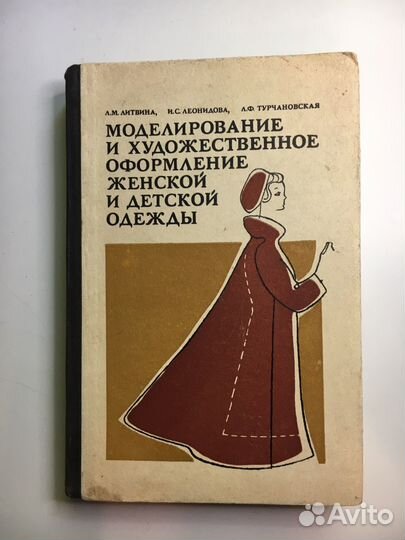 Л.М. ЛИТВИНА, И.С. ЛЕОНИДОВА, Л.Ф. ТУРЧАНОВСКАЯ
МОДЕЛИРОВАНИЕ
И ХУДОЖЕСТВЕННОЕ
ОФОРМЛЕНИЕ
ЖЕНСКОЙ
И ДЕТСКОЙ
ОДЕЖДЫ
Avito